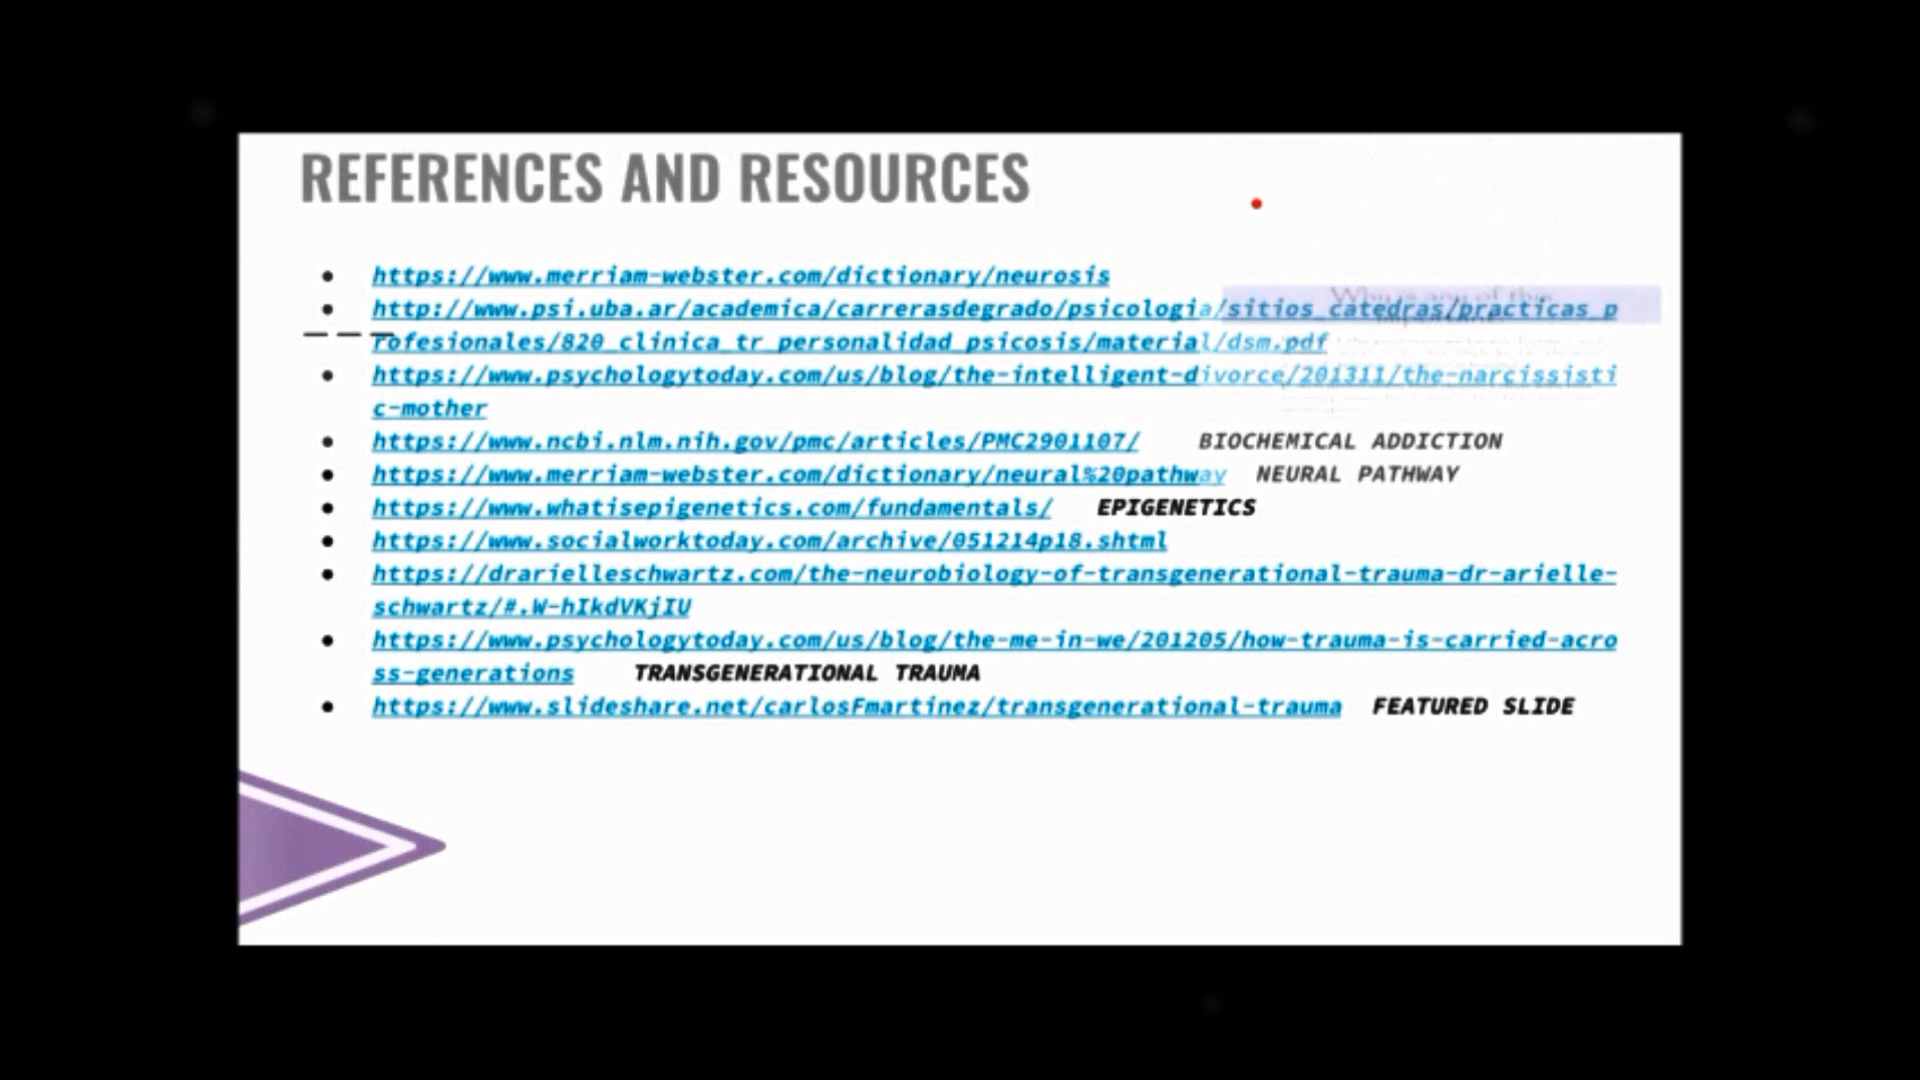 REFERENCES AND RESOURCES
https://www.merriam-webster.com/dictionary/neurosis
http://www.psi.uba.ar/academica/carrerasdegrado/psicologia/sitios_catedras/practicas_p
rofesionales/820_clinica_tr_personalidad_psicosis/material/dsm.pdf
https://www.psychologytoday.com/us/blog/the-intelligent-divorce/201311/the-narcissisti
c-mother
https://www.ncbi.nlm.nih.gov/pmc/articles/PMC2901107/ BIOCHEMICAL ADDICTION
https://www.merriam-webster.com/dictionary/neural%20pathway NEURAL PATHWAY
https://www.whatisepigenetics.com/fundamentals/ EPIGENETICS
https://www.socialworktoday.com/archive/051214p18.shtml
https://drarielleschwartz.com/the-neurobiology-of-transgenerational-trauma-dr-arielle-
schwartz/#.W-hIkdVKjIU
https://www.psychologytoday.com/us/blog/the-me-in-we/201205/how-trauma-is-carried-acro
ss-generations TRANSGENERATIONAL TRAUMA
https://www.slideshare.net/carlosFmartinez/transgenerational-trauma FEATURED SLIDE